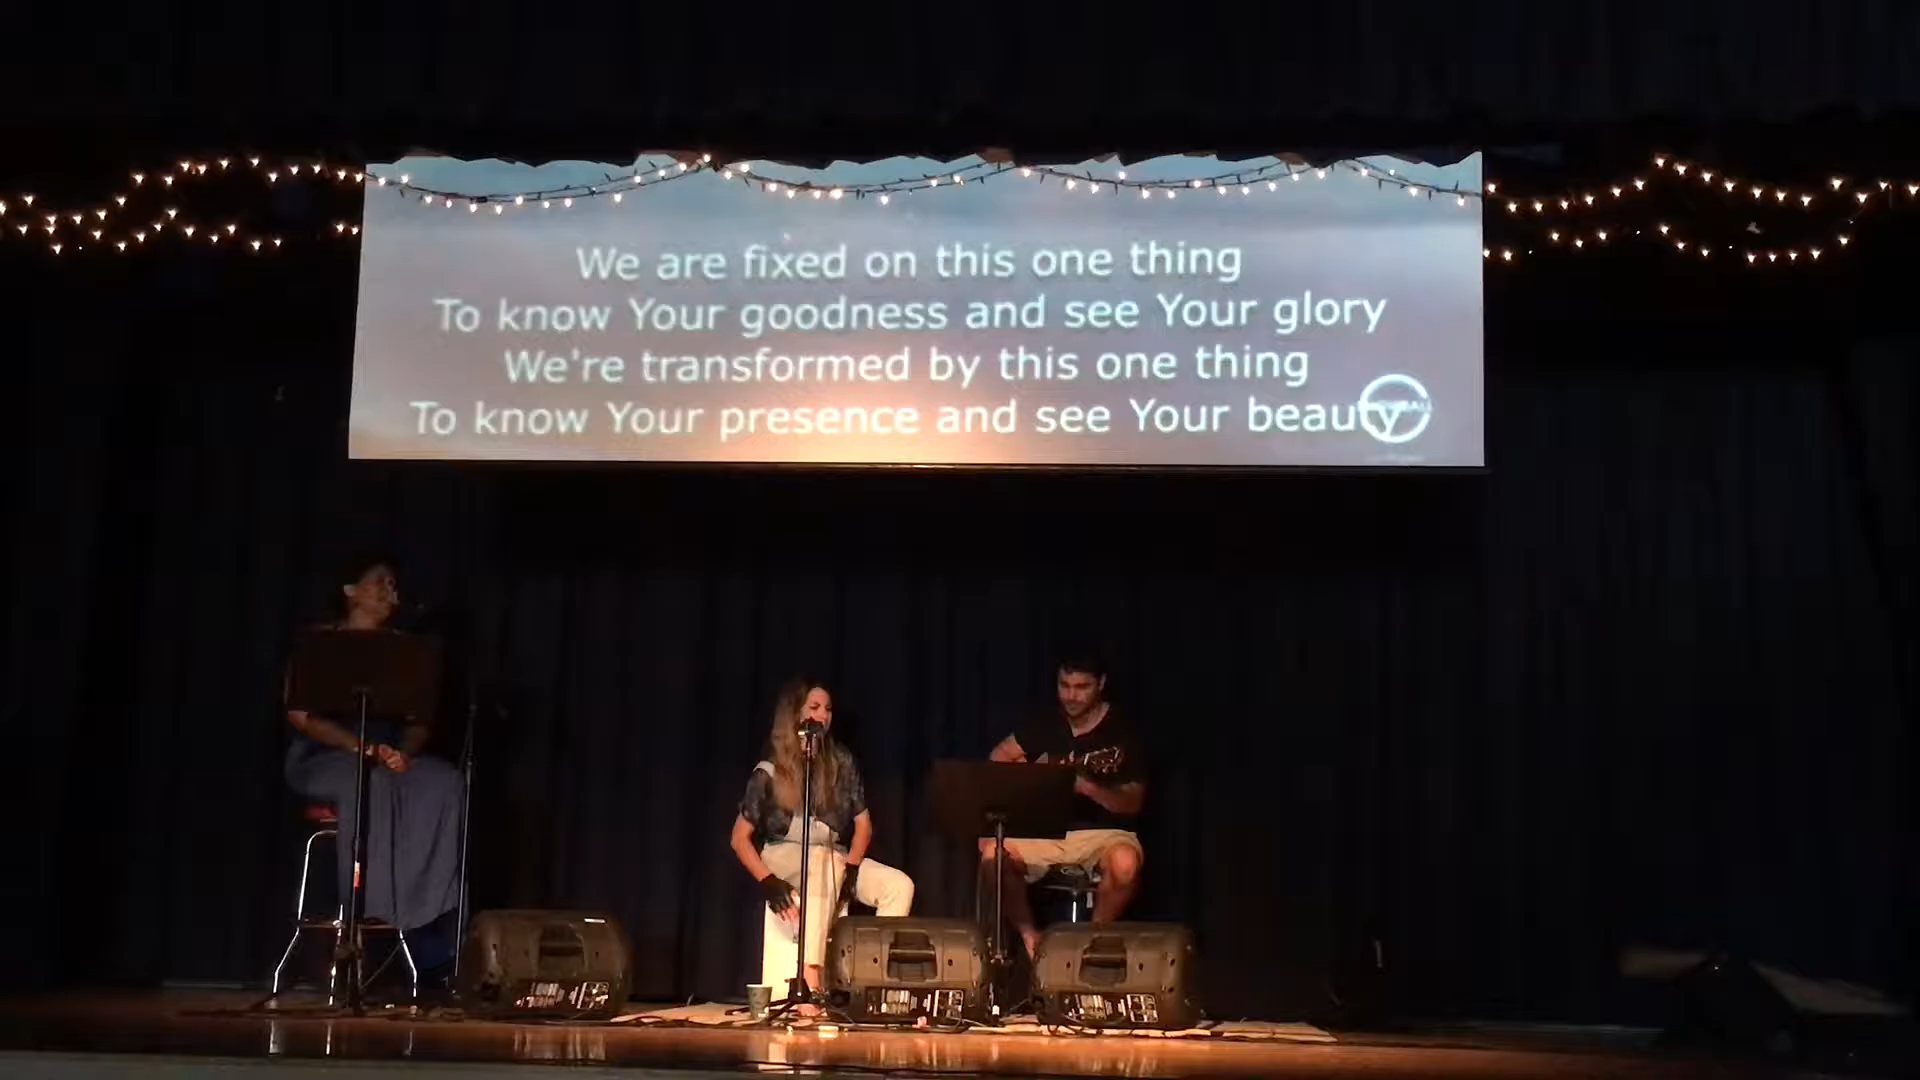 We are fixed on this one thing
To know Your goodness and see Your glory
We're transformed by this one thing
To know Your presence and see Your beauty